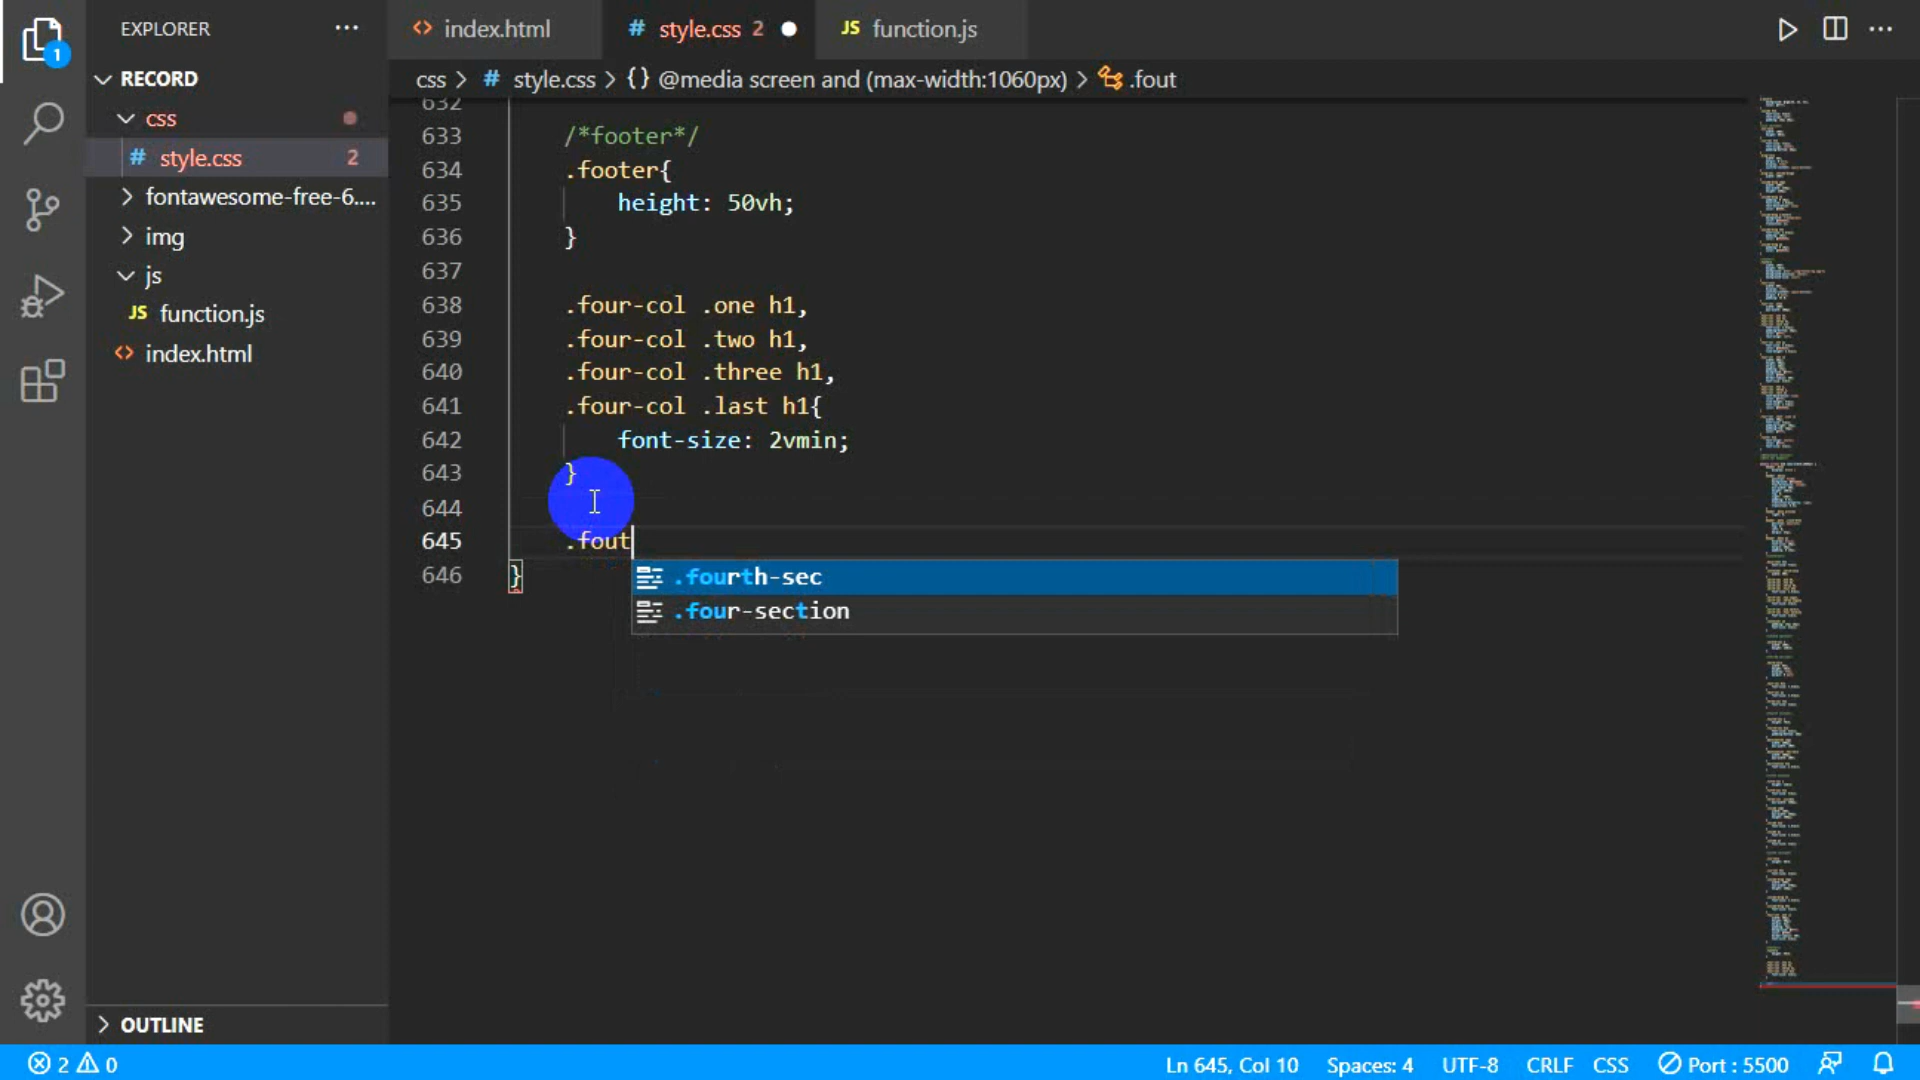 EXPLORER
index.html
# style.css 2
JS function.js
1
RECORD
css > # style.css > {} @media screen and (max-width:1060px) > .fout
css
# style.css 2
fontawesome-free-6....
img
js
JS function.js
index.html
632
633 /*footer*/
634 .footer{
635 height: 50vh;
636 }
637
638 .four-col .one h1,
639 .four-col .two h1,
640 .four-col .three h1,
641 .four-col .last h1{
642 font-size: 2vmin;
643 }
644
645 .fout
646 }
.fourth-sec
.four-section
OUTLINE
2 0
Ln 645, Col 10
Spaces: 4
UTF-8
CRLF
CSS
Port : 5500